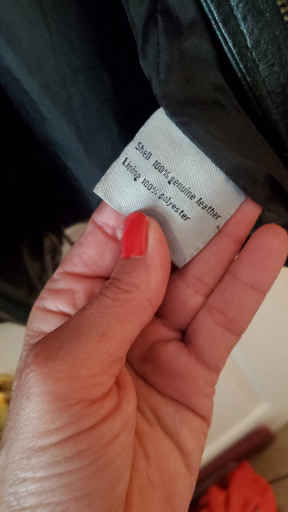 Shell 100% genuine leather
Lining 100% polyester